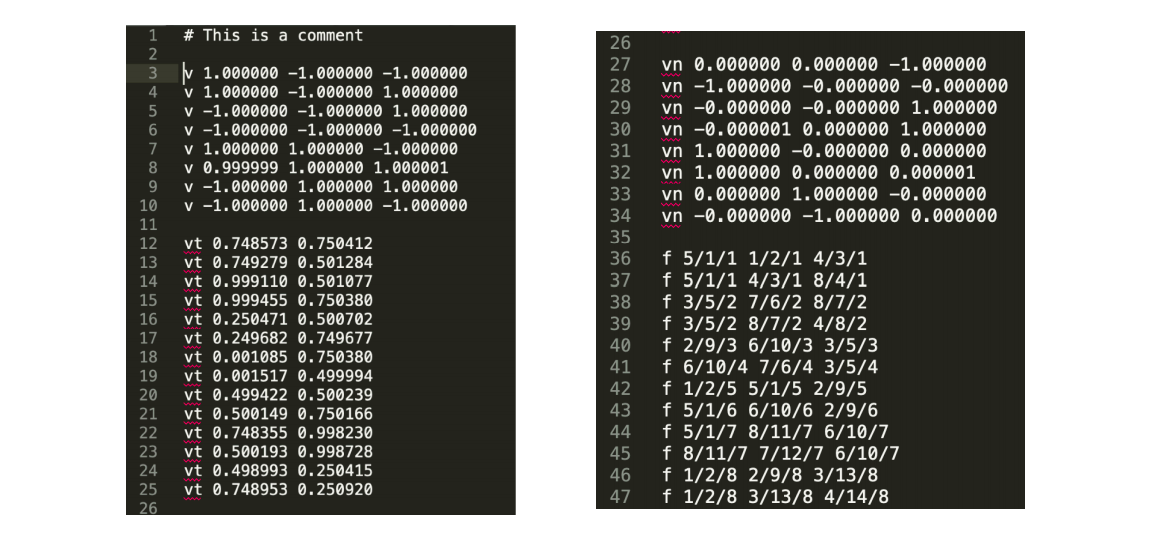 1 # This is a comment
2
3 v 1.000000 -1.000000 -1.000000
4 v 1.000000 -1.000000 1.000000
5 v -1.000000 -1.000000 1.000000
6 v -1.000000 -1.000000 -1.000000
7 v 1.000000 1.000000 -1.000000
8 v 0.999999 1.000000 1.000001
9 v -1.000000 1.000000 1.000000
10 v -1.000000 1.000000 -1.000000
11
12 vt 0.748573 0.750412
13 vt 0.749279 0.501284
14 vt 0.999110 0.501077
15 vt 0.999455 0.750380
16 vt 0.250471 0.500702
17 vt 0.249682 0.749677
18 vt 0.001085 0.750380
19 vt 0.001517 0.499994
20 vt 0.499422 0.500239
21 vt 0.500149 0.750166
22 vt 0.748355 0.998230
23 vt 0.500193 0.998728
24 vt 0.498993 0.250415
25 vt 0.748953 0.250920
26
26
27 vn 0.000000 0.000000 -1.000000
28 vn -1.000000 -0.000000 -0.000000
29 vn -0.000000 -0.000000 1.000000
30 vn -0.000001 0.000000 1.000000
31 vn 1.000000 -0.000000 0.000000
32 vn 1.000000 0.000000 0.000001
33 vn 0.000000 1.000000 -0.000000
34 vn -0.000000 -1.000000 0.000000
35
36 f 5/1/1 1/2/1 4/3/1
37 f 5/1/1 4/3/1 8/4/1
38 f 3/5/2 7/6/2 8/7/2
39 f 3/5/2 8/7/2 4/8/2
40 f 2/9/3 6/10/3 3/5/3
41 f 6/10/4 7/6/4 3/5/4
42 f 1/2/5 5/1/5 2/9/5
43 f 5/1/6 6/10/6 2/9/6
44 f 5/1/7 8/11/7 6/10/7
45 f 8/11/7 7/12/7 6/10/7
46 f 1/2/8 2/9/8 3/13/8
47 f 1/2/8 3/13/8 4/14/8